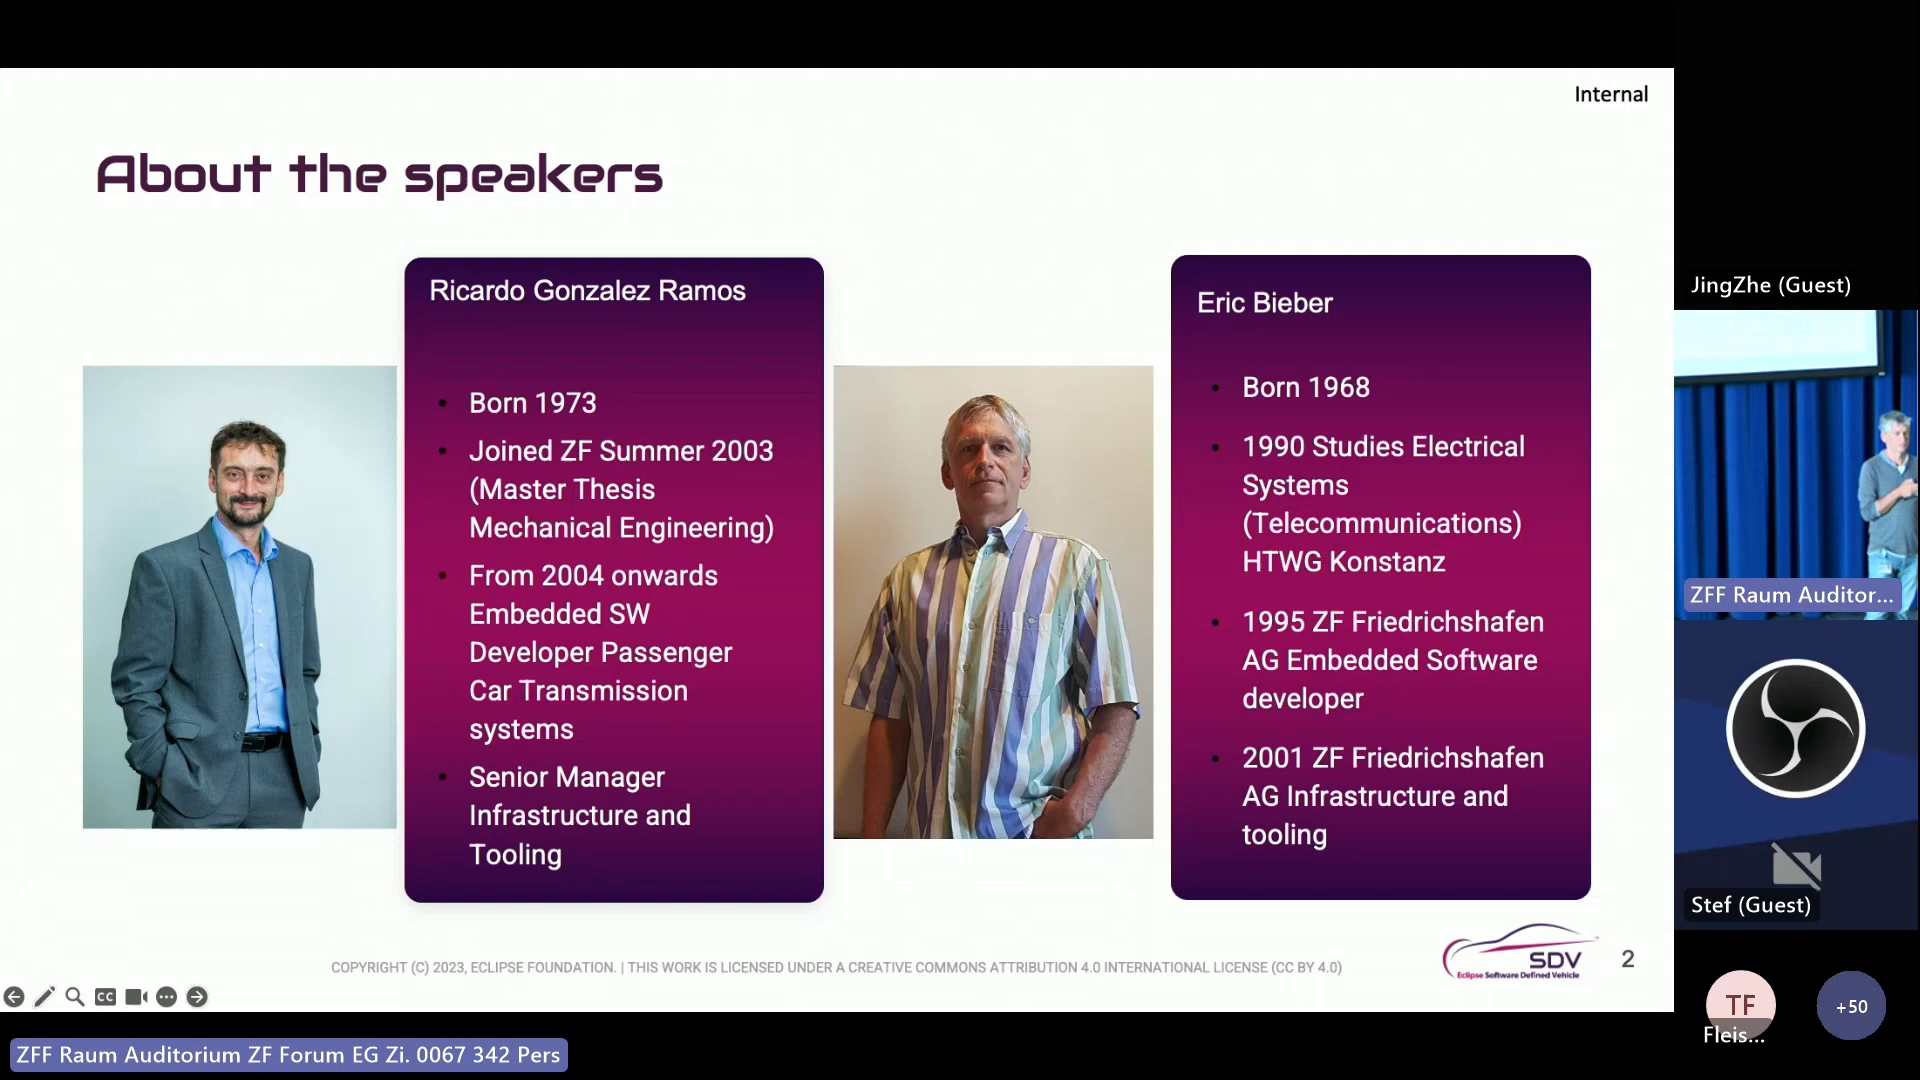 Internal
About the speakers
Ricardo Gonzalez Ramos
• Born 1973
• Joined ZF Summer 2003
(Master Thesis
Mechanical Engineering)
• From 2004 onwards
Embedded SW
Developer Passenger
Car Transmission
systems
• Senior Manager
Infrastructure and
Tooling
Eric Bieber
• Born 1968
• 1990 Studies Electrical
Systems
(Telecommunications)
HTWG Konstanz
• 1995 ZF Friedrichshafen
AG Embedded Software
developer
• 2001 ZF Friedrichshafen
AG Infrastructure and
tooling
COPYRIGHT (C) 2023, ECLIPSE FOUNDATION. | THIS WORK IS LICENSED UNDER A CREATIVE COMMONS ATTRIBUTION 4.0 INTERNATIONAL LICENSE (CC BY 4.0)
SDV
Eclipse Software Defined Vehicle
2
CC
ZFF Raum Auditorium ZF Forum EG Zi. 0067 342 Pers
JingZhe (Guest)
ZFF Raum Auditor...
Stef (Guest)
TF
Fleis...
+50